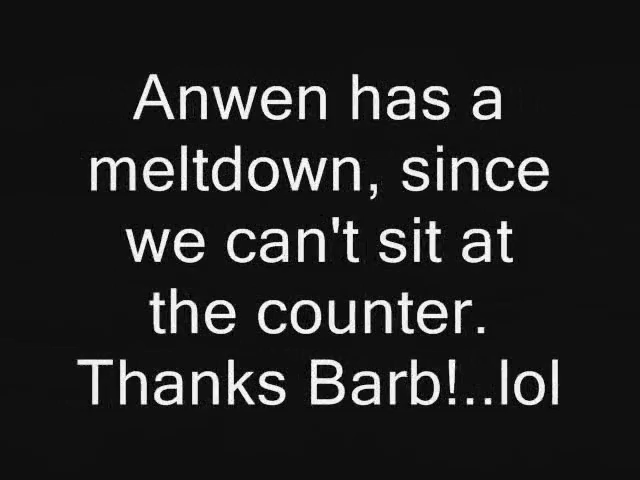 Anwen has a
meltdown, since
we can't sit at
the counter.
Thanks Barb!..lol